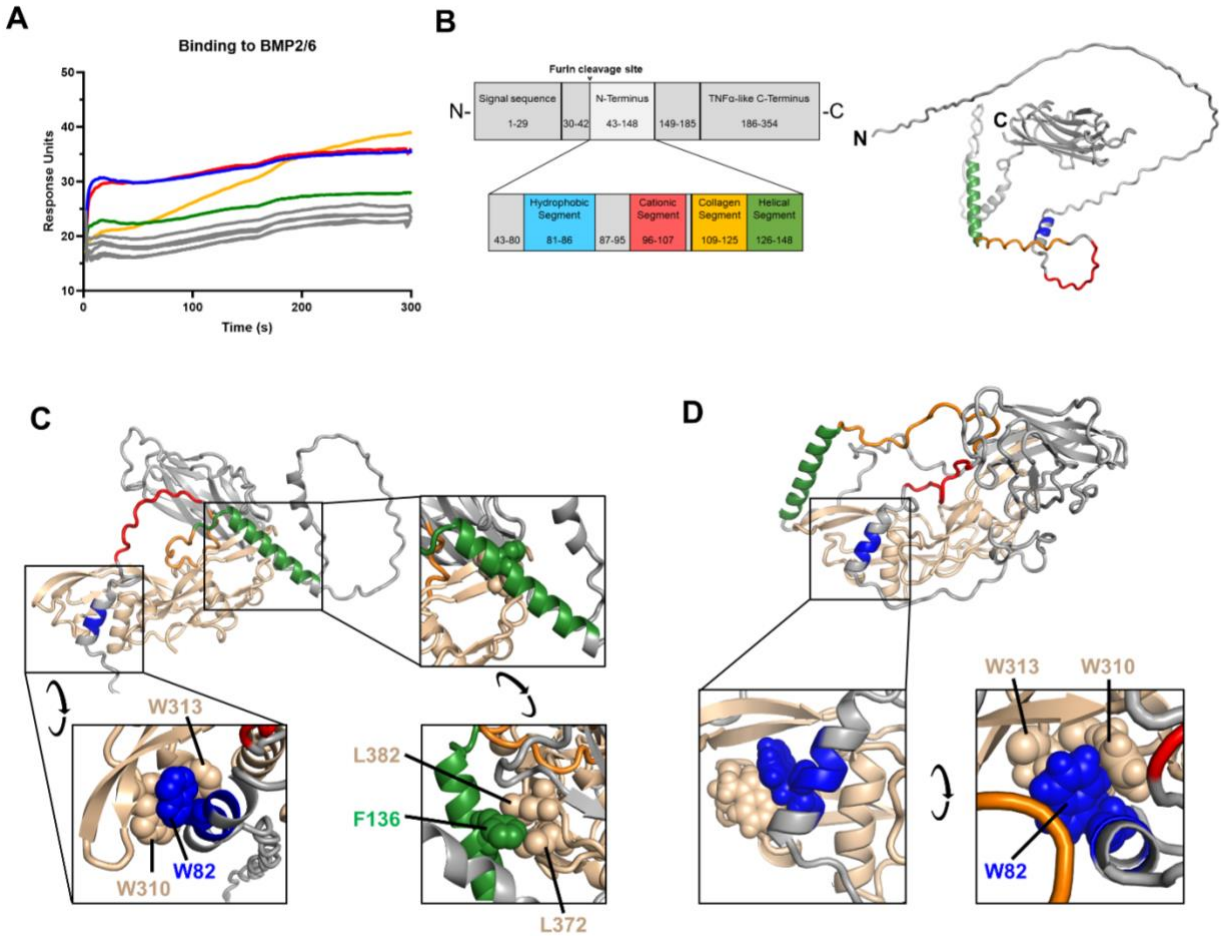 A
Binding to BMP2/6
Response Units
50
40
30
20
10
0
100
200
300
Time (s)
B
Furin cleavage site
N-
Signal sequence
1-29
30-42
N-Terminus
43-148
149-185
TNFα-like C-Terminus
186-354
-C
43-80
Hydrophobic
Segment
81-86
87-95
Cationic
Segment
96-107
Collagen
Segment
109-125
Helical
Segment
126-148
N
C
C
W313
W310
W82
L382
F136
L372
D
W313
W310
W82